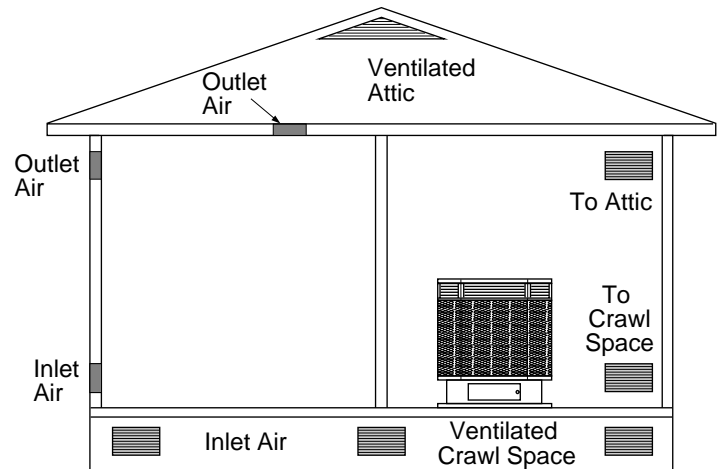 Outlet
Air
Ventilated
Attic
Outlet
Air
To Attic
To
Crawl
Space
Inlet
Air
Inlet Air
Ventilated
Crawl Space